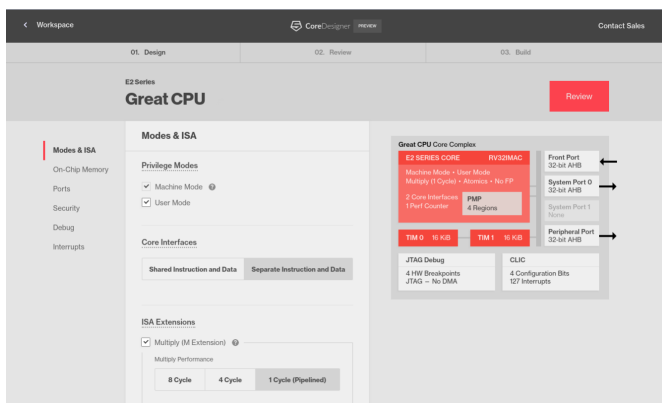 Workspace
CoreDesigner PREVIEW
Contact Sales
01. Design
02. Review
03. Build
E2 Series
Great CPU
Review
Modes & ISA
On-Chip Memory
Ports
Security
Debug
Interrupts
Modes & ISA
Privilege Modes
Machine Mode
User Mode
Core Interfaces
Shared Instruction and Data
Separate Instruction and Data
ISA Extensions
Multiply (M Extension)
Multiply Performance
8 Cycle
4 Cycle
1 Cycle (Pipelined)
Great CPU Core Complex
E2 SERIES CORE RV32IMAC
Machine Mode • User Mode
Multiply (1 Cycle) • Atomics • No FP
2 Core Interfaces
1 Perf Counter
PMP
4 Regions
TIM 0 16 KiB
TIM 1 16 KiB
Front Port
32-bit AHB
System Port 0
32-bit AHB
System Port 1
None
Peripheral Port
32-bit AHB
JTAG Debug
4 HW Breakpoints
JTAG – No DMA
CLIC
4 Configuration Bits
127 Interrupts